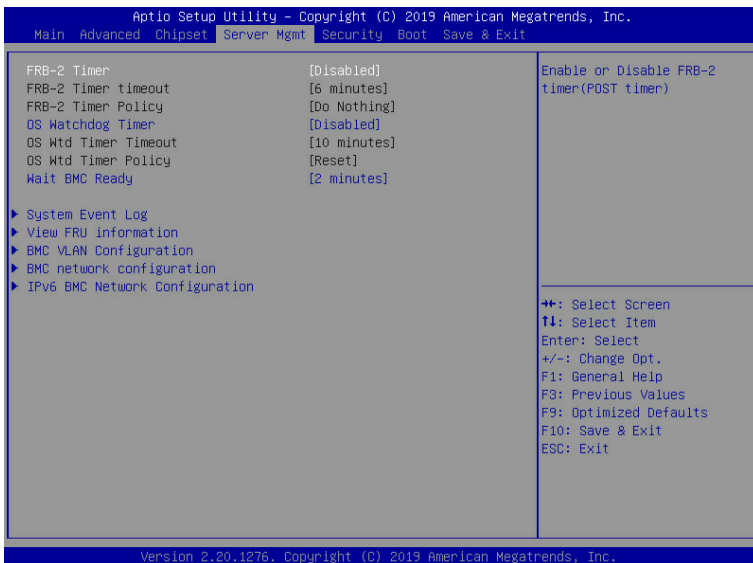 Aptio Setup Utility – Copyright (C) 2019 American Megatrends, Inc.
Main Advanced Chipset Server Mgmt Security Boot Save & Exit
FRB-2 Timer [Disabled]
FRB-2 Timer timeout [6 minutes]
FRB-2 Timer Policy [Do Nothing]
OS Watchdog Timer [Disabled]
OS Wtd Timer Timeout [10 minutes]
OS Wtd Timer Policy [Reset]
Wait BMC Ready [2 minutes]
System Event Log
View FRU information
BMC VLAN Configuration
BMC network configuration
IPv6 BMC Network Configuration
Enable or Disable FRB-2
timer(POST timer)
→←: Select Screen
↑↓: Select Item
Enter: Select
+/-: Change Opt.
F1: General Help
F3: Previous Values
F9: Optimized Defaults
F10: Save & Exit
ESC: Exit
Version 2.20.1276. Copyright (C) 2019 American Megatrends, Inc.